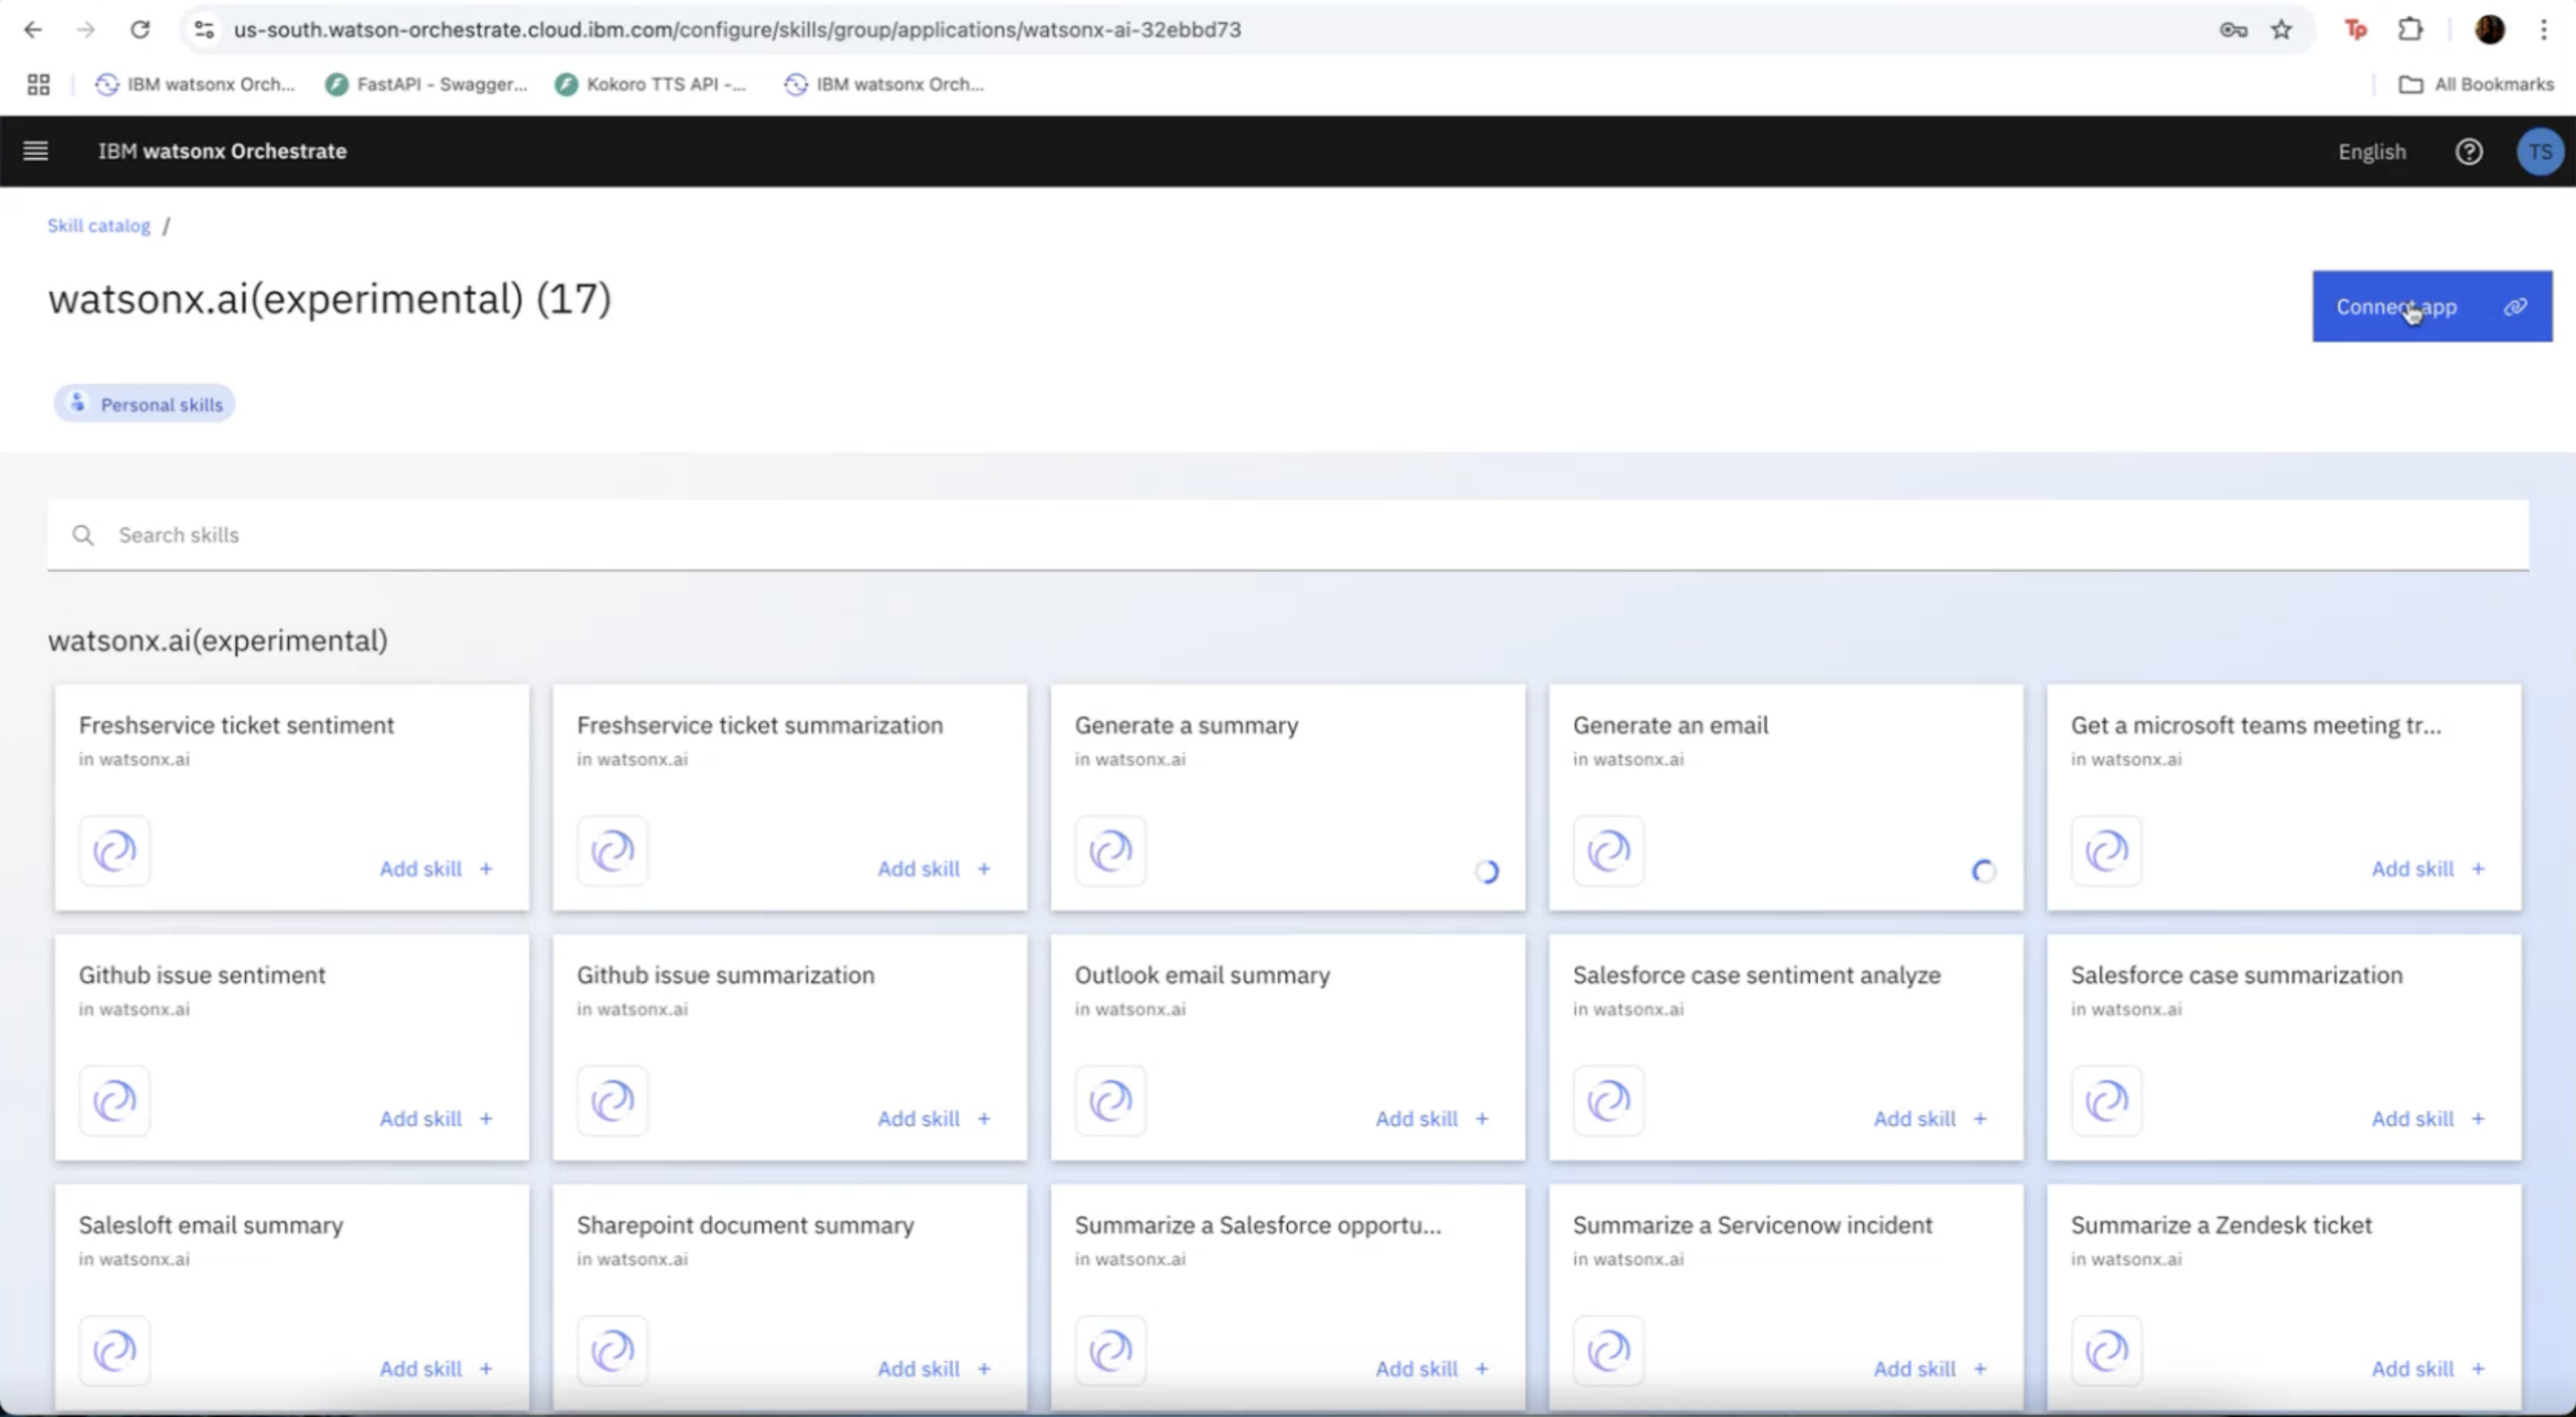 us-south.watson-orchestrate.cloud.ibm.com/configure/skills/group/applications/watsonx-ai-32ebbd73
Tp
IBM watsonx Orch...
FastAPI - Swagger...
Kokoro TTS API -...
IBM watsonx Orch...
All Bookmarks
IBM watsonx Orchestrate
English
TS
Skill catalog /
watsonx.ai(experimental) (17)
Connect app
Personal skills
Search skills
watsonx.ai(experimental)
Freshservice ticket sentiment
in watsonx.ai
Add skill +
Freshservice ticket summarization
in watsonx.ai
Add skill +
Generate a summary
in watsonx.ai
Generate an email
in watsonx.ai
Get a microsoft teams meeting tr...
in watsonx.ai
Add skill +
Github issue sentiment
in watsonx.ai
Add skill +
Github issue summarization
in watsonx.ai
Add skill +
Outlook email summary
in watsonx.ai
Add skill +
Salesforce case sentiment analyze
in watsonx.ai
Add skill +
Salesforce case summarization
in watsonx.ai
Add skill +
Salesloft email summary
in watsonx.ai
Add skill +
Sharepoint document summary
in watsonx.ai
Add skill +
Summarize a Salesforce opportu...
in watsonx.ai
Add skill +
Summarize a Servicenow incident
in watsonx.ai
Add skill +
Summarize a Zendesk ticket
in watsonx.ai
Add skill +